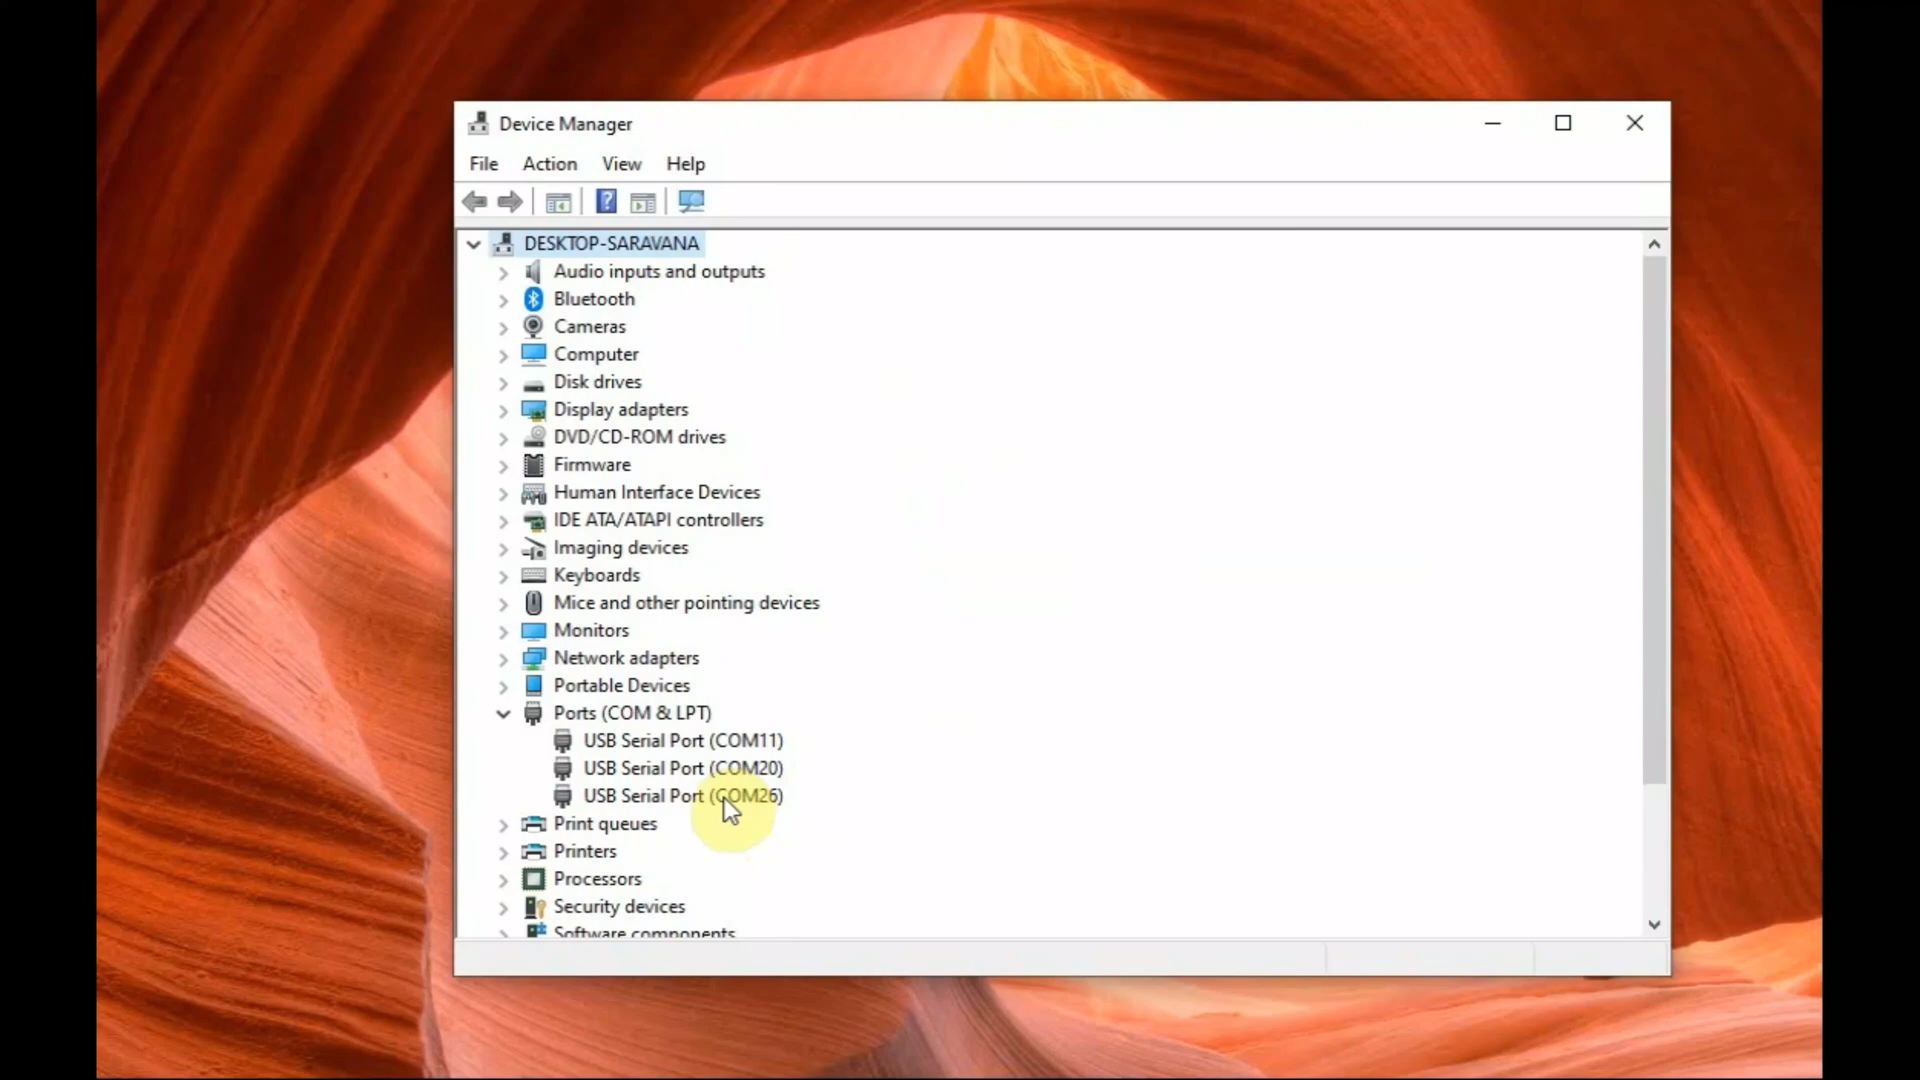 Device Manager
File Action View Help
DESKTOP-SARAVANA
Audio inputs and outputs
Bluetooth
Cameras
Computer
Disk drives
Display adapters
DVD/CD-ROM drives
Firmware
Human Interface Devices
IDE ATA/ATAPI controllers
Imaging devices
Keyboards
Mice and other pointing devices
Monitors
Network adapters
Portable Devices
Ports (COM & LPT)
USB Serial Port (COM11)
USB Serial Port (COM20)
USB Serial Port (COM26)
Print queues
Printers
Processors
Security devices
Software components